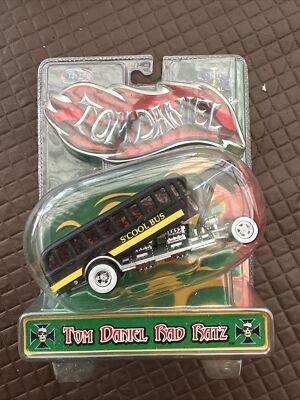 TOM DANIEL
S'COOL BUS
TOM DANIEL RAD RATZ